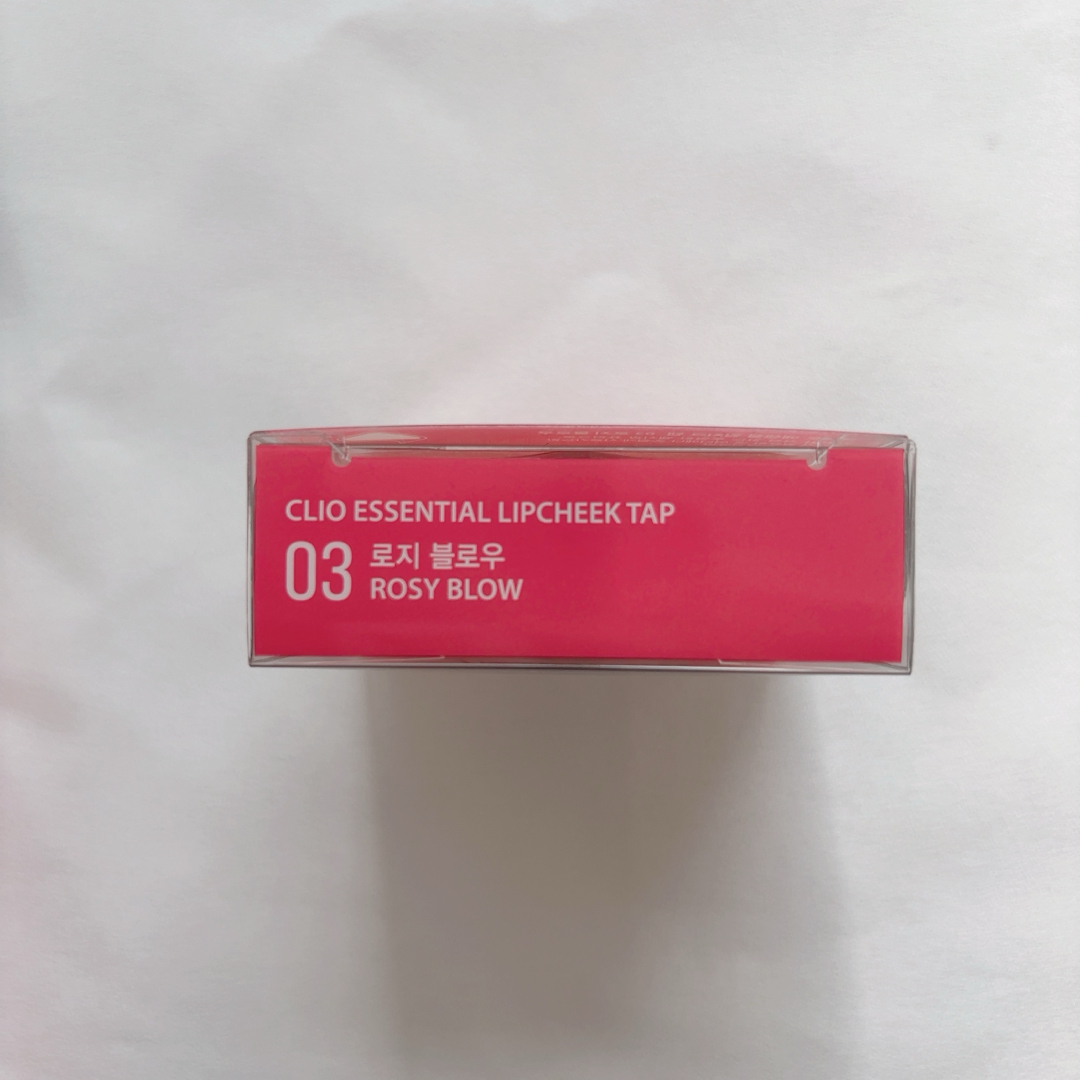 CLIO ESSENTIAL LIPCHEEK TAP
03 로지 블로우
ROSY BLOW